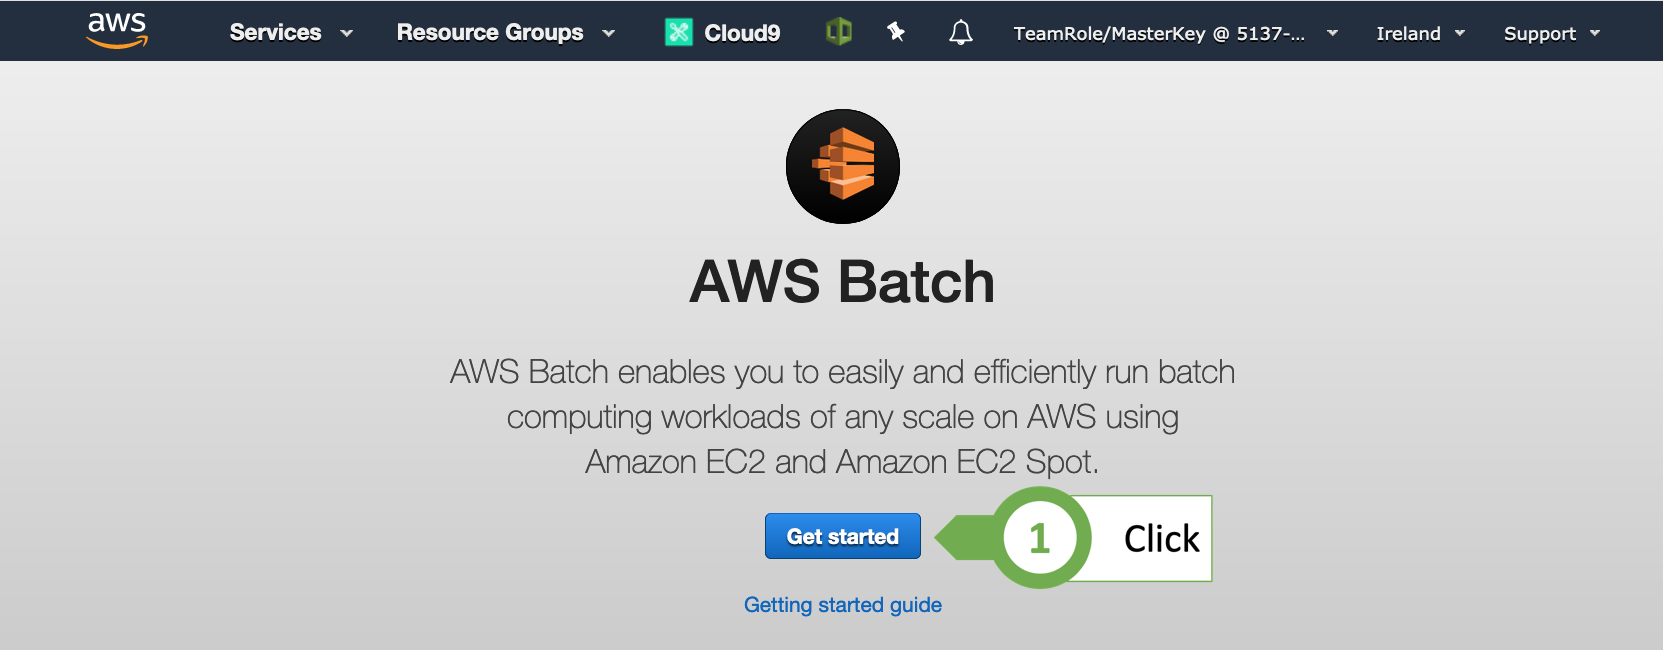 aws
Services
Resource Groups
Cloud9
TeamRole/MasterKey @ 5137-...
Ireland
Support
AWS Batch
AWS Batch enables you to easily and efficiently run batch
computing workloads of any scale on AWS using
Amazon EC2 and Amazon EC2 Spot.
Get started
1
Click
Getting started guide